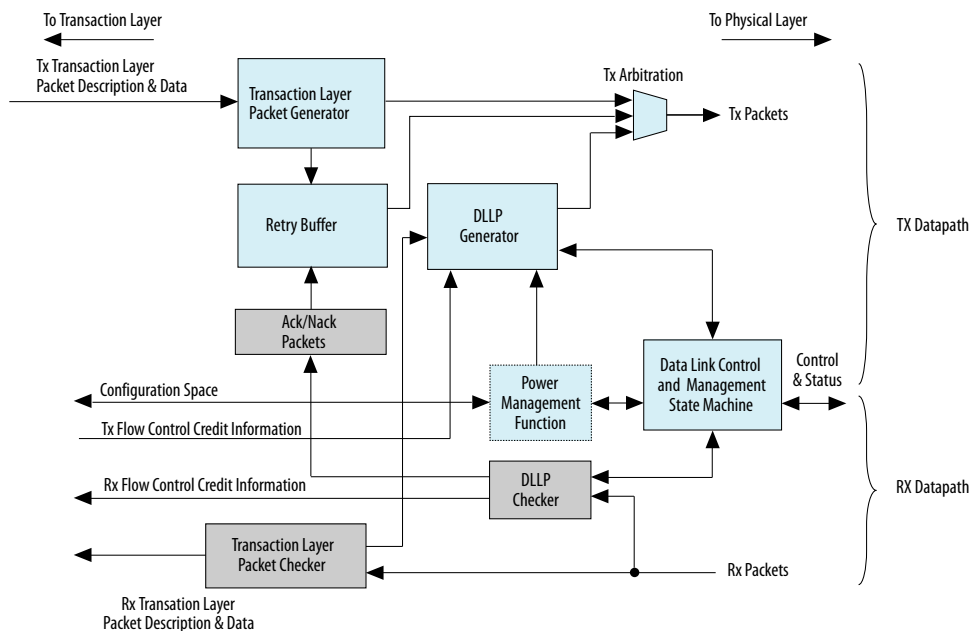 To Transaction Layer
To Physical Layer
Tx Transaction Layer
Packet Description & Data
Transaction Layer
Packet Generator
Tx Arbitration
Tx Packets
Retry Buffer
DLLP
Generator
TX Datapath
Ack/Nack
Packets
Configuration Space
Power
Management
Function
Data Link Control
and Management
State Machine
Control
& Status
Tx Flow Control Credit Information
Rx Flow Control Credit Information
DLLP
Checker
RX Datapath
Transaction Layer
Packet Checker
Rx Packets
Rx Transation Layer
Packet Description & Data